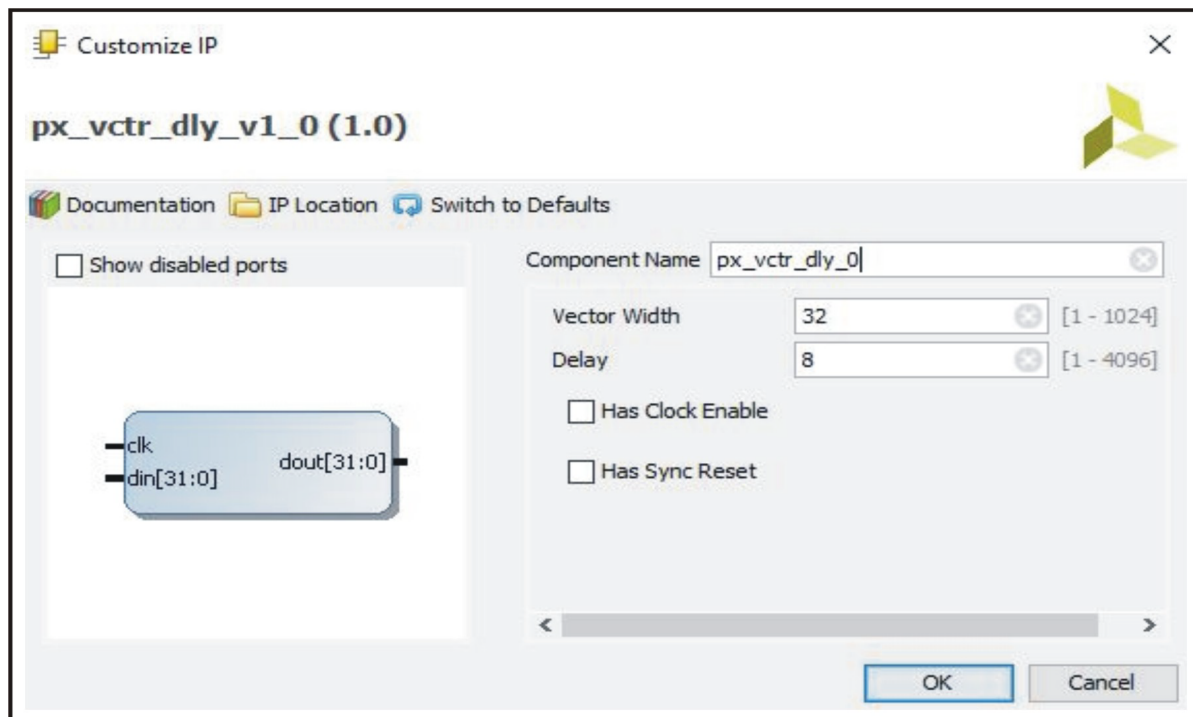 Customize IP
px_vctr_dly_v1_0 (1.0)
Documentation IP Location Switch to Defaults
Show disabled ports
clk
din[31:0]
dout[31:0]
Component Name px_vctr_dly_0
Vector Width 32 [1 - 1024]
Delay 8 [1 - 4096]
Has Clock Enable
Has Sync Reset
OK Cancel